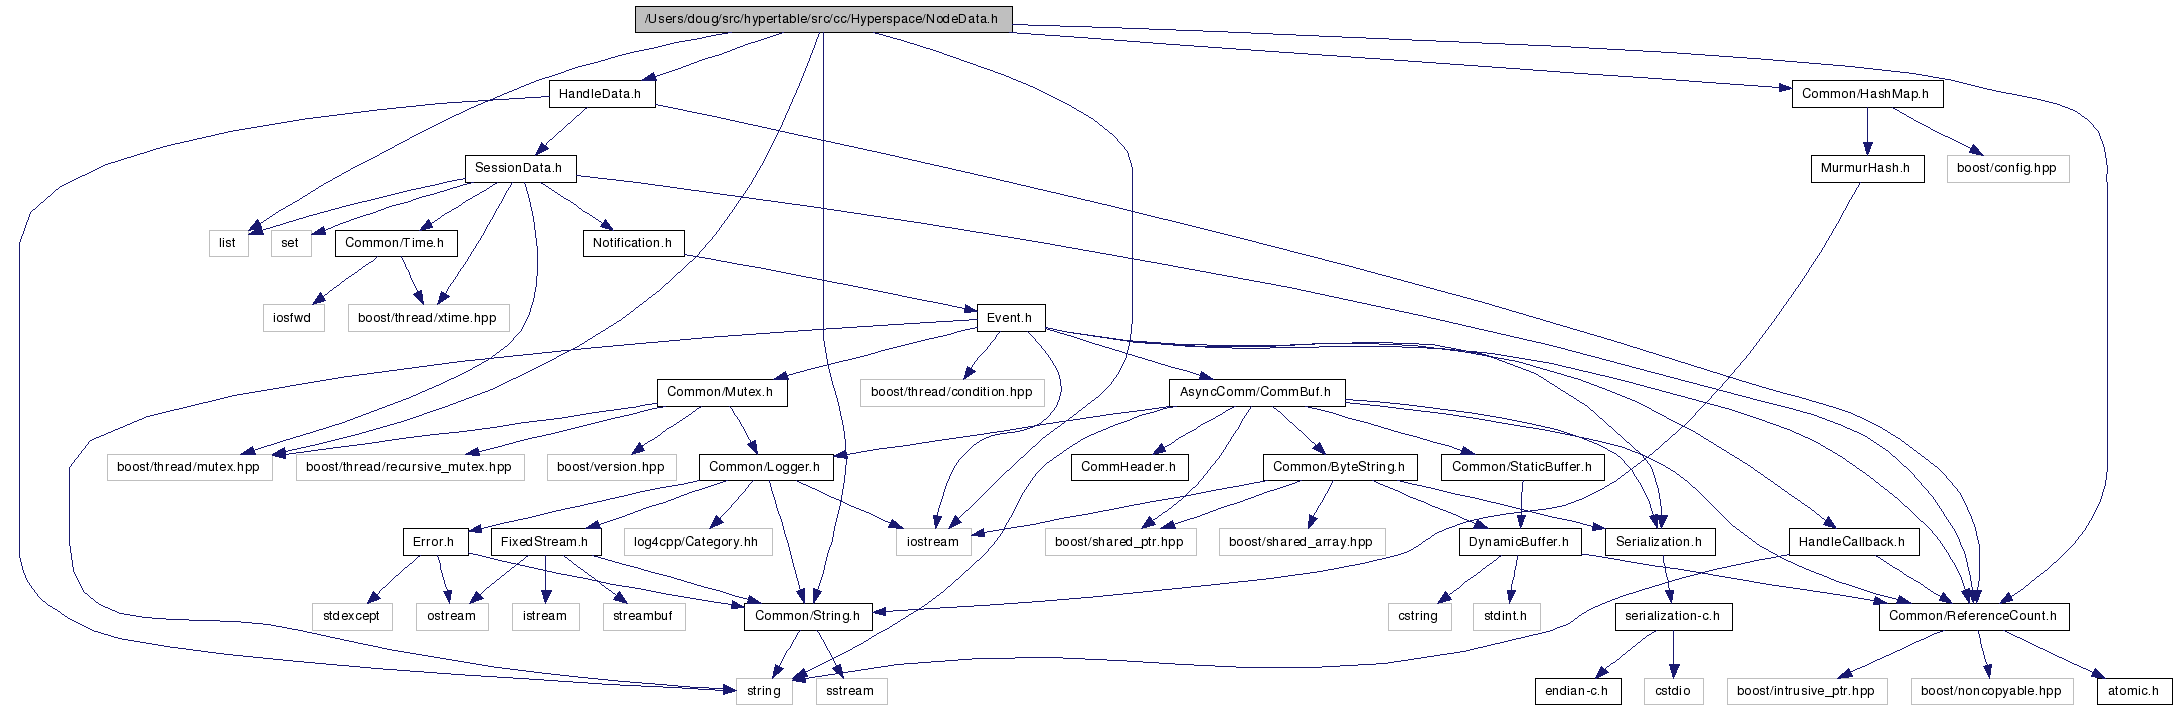 /Users/doug/src/hypertable/src/cc/Hyperspace/NodeData.h
HandleData.h
Common/HashMap.h
SessionData.h
MurmurHash.h
boost/config.hpp
list
set
Common/Time.h
Notification.h
iosfwd
boost/thread/xtime.hpp
Event.h
Common/Mutex.h
boost/thread/condition.hpp
AsyncComm/CommBuf.h
boost/thread/mutex.hpp
boost/thread/recursive_mutex.hpp
boost/version.hpp
Common/Logger.h
CommHeader.h
Common/ByteString.h
Common/StaticBuffer.h
Error.h
FixedStream.h
log4cpp/Category.hh
iostream
boost/shared_ptr.hpp
boost/shared_array.hpp
DynamicBuffer.h
Serialization.h
HandleCallback.h
stdexcept
ostream
istream
streambuf
Common/String.h
cstring
stdint.h
serialization-c.h
Common/ReferenceCount.h
string
sstream
endian-c.h
cstdio
boost/intrusive_ptr.hpp
boost/noncopyable.hpp
atomic.h